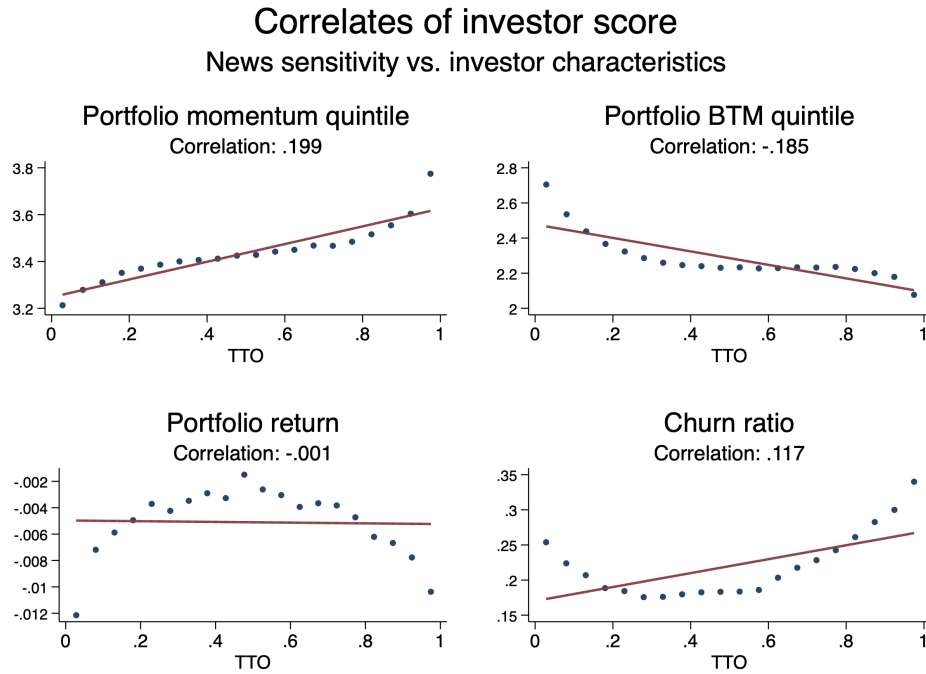 Correlates of investor score
News sensitivity vs. investor characteristics
Portfolio momentum quintile
Correlation: .199
3.8
3.6
3.4
3.2
0 .2 .4 .6 .8 1
TTO
Portfolio BTM quintile
Correlation: -.185
2.8
2.6
2.4
2.2
2
0 .2 .4 .6 .8 1
TTO
Portfolio return
Correlation: -.001
-.002
-.004
-.006
-.008
-.01
-.012
0 .2 .4 .6 .8 1
TTO
Churn ratio
Correlation: .117
.35
.3
.25
.2
.15
0 .2 .4 .6 .8 1
TTO